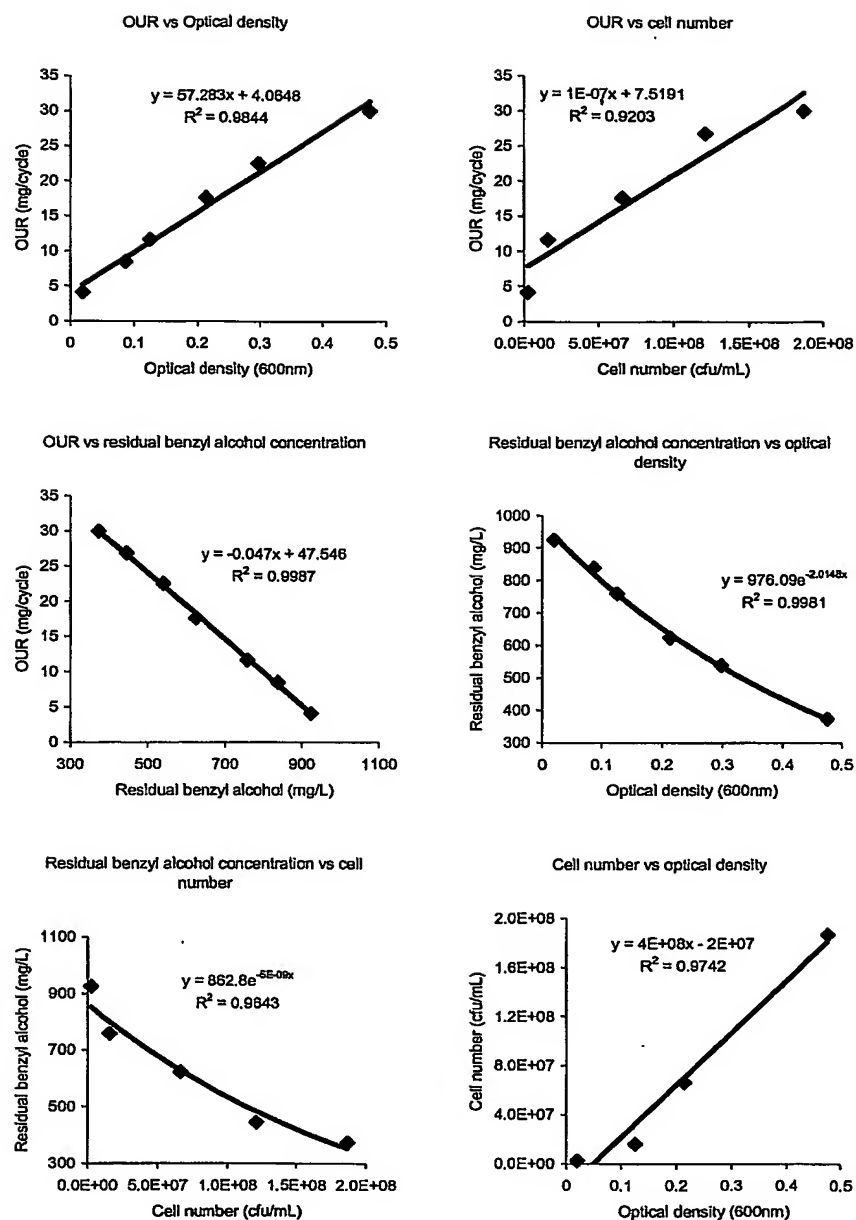 OUR vs Optical density
35
30
25
20
15
10
5
0
OUR (mg/cycle)
y = 57.283x + 4.0648
R² = 0.9844
0 0.1 0.2 0.3 0.4 0.5
Optical density (600nm)
OUR vs cell number
35
30
25
20
15
10
5
0
OUR (mg/cycle)
y = 1E-07x + 7.5191
R² = 0.9203
0.0E+00 5.0E+07 1.0E+08 1.5E+08 2.0E+08
Cell number (cfu/mL)
OUR vs residual benzyl alcohol concentration
35
30
25
20
15
10
5
0
OUR (mg/cycle)
y = -0.047x + 47.546
R² = 0.9987
300 500 700 900 1100
Residual benzyl alcohol (mg/L)
Residual benzyl alcohol concentration vs optical
density
1000
900
800
700
600
500
400
300
Residual benzyl alcohol (mg/L)
y = 976.09e^-2.0148x
R² = 0.9981
0 0.1 0.2 0.3 0.4 0.5
Optical density (600nm)
Residual benzyl alcohol concentration vs cell
number
1100
900
700
500
300
Residual benzyl alcohol (mg/L)
y = 862.8e^-5E-09x
R² = 0.9643
0.0E+00 5.0E+07 1.0E+08 1.5E+08 2.0E+08
Cell number (cfu/mL)
Cell number vs optical density
2.0E+08
1.6E+08
1.2E+08
8.0E+07
4.0E+07
0.0E+00
Cell number (cfu/mL)
y = 4E+08x - 2E+07
R² = 0.9742
0 0.1 0.2 0.3 0.4 0.5
Optical density (600nm)